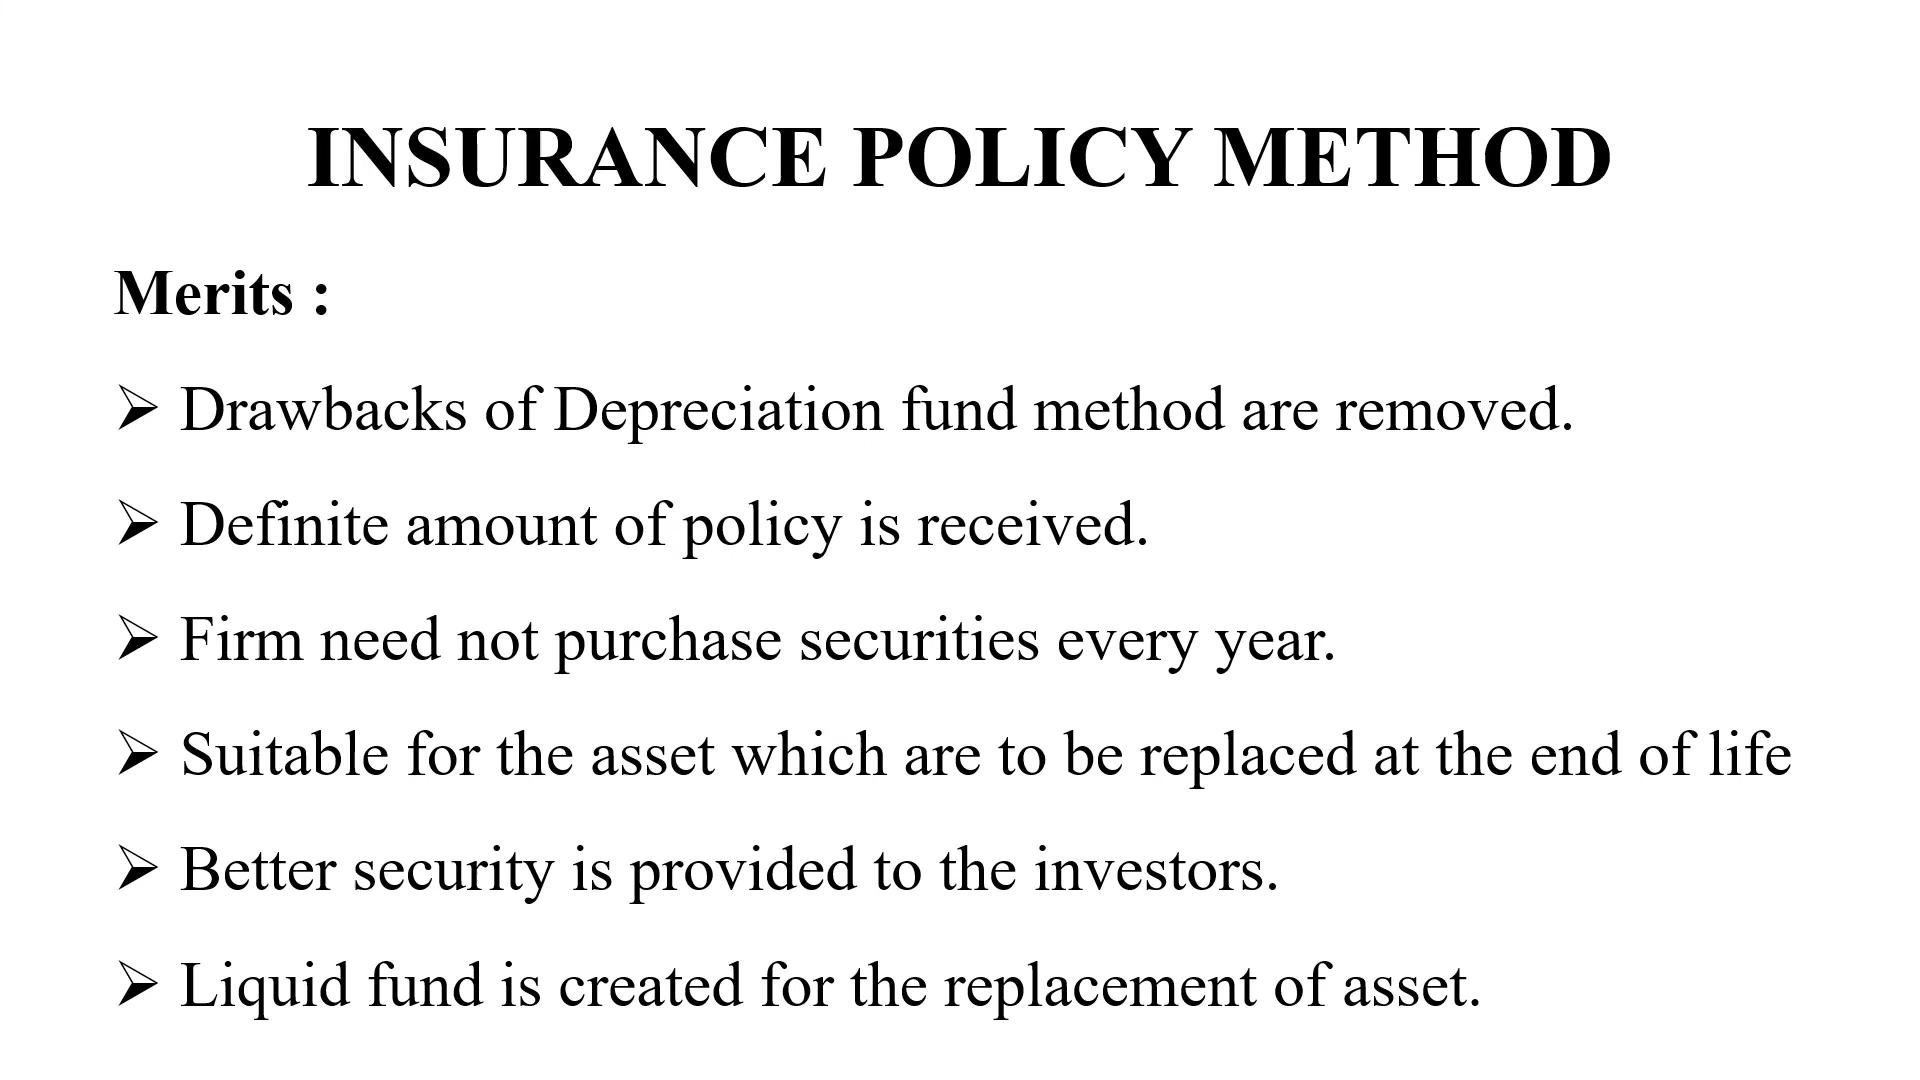 INSURANCE POLICY METHOD
Merits :
➢ Drawbacks of Depreciation fund method are removed.
➢ Definite amount of policy is received.
➢ Firm need not purchase securities every year.
➢ Suitable for the asset which are to be replaced at the end of life
➢ Better security is provided to the investors.
➢ Liquid fund is created for the replacement of asset.